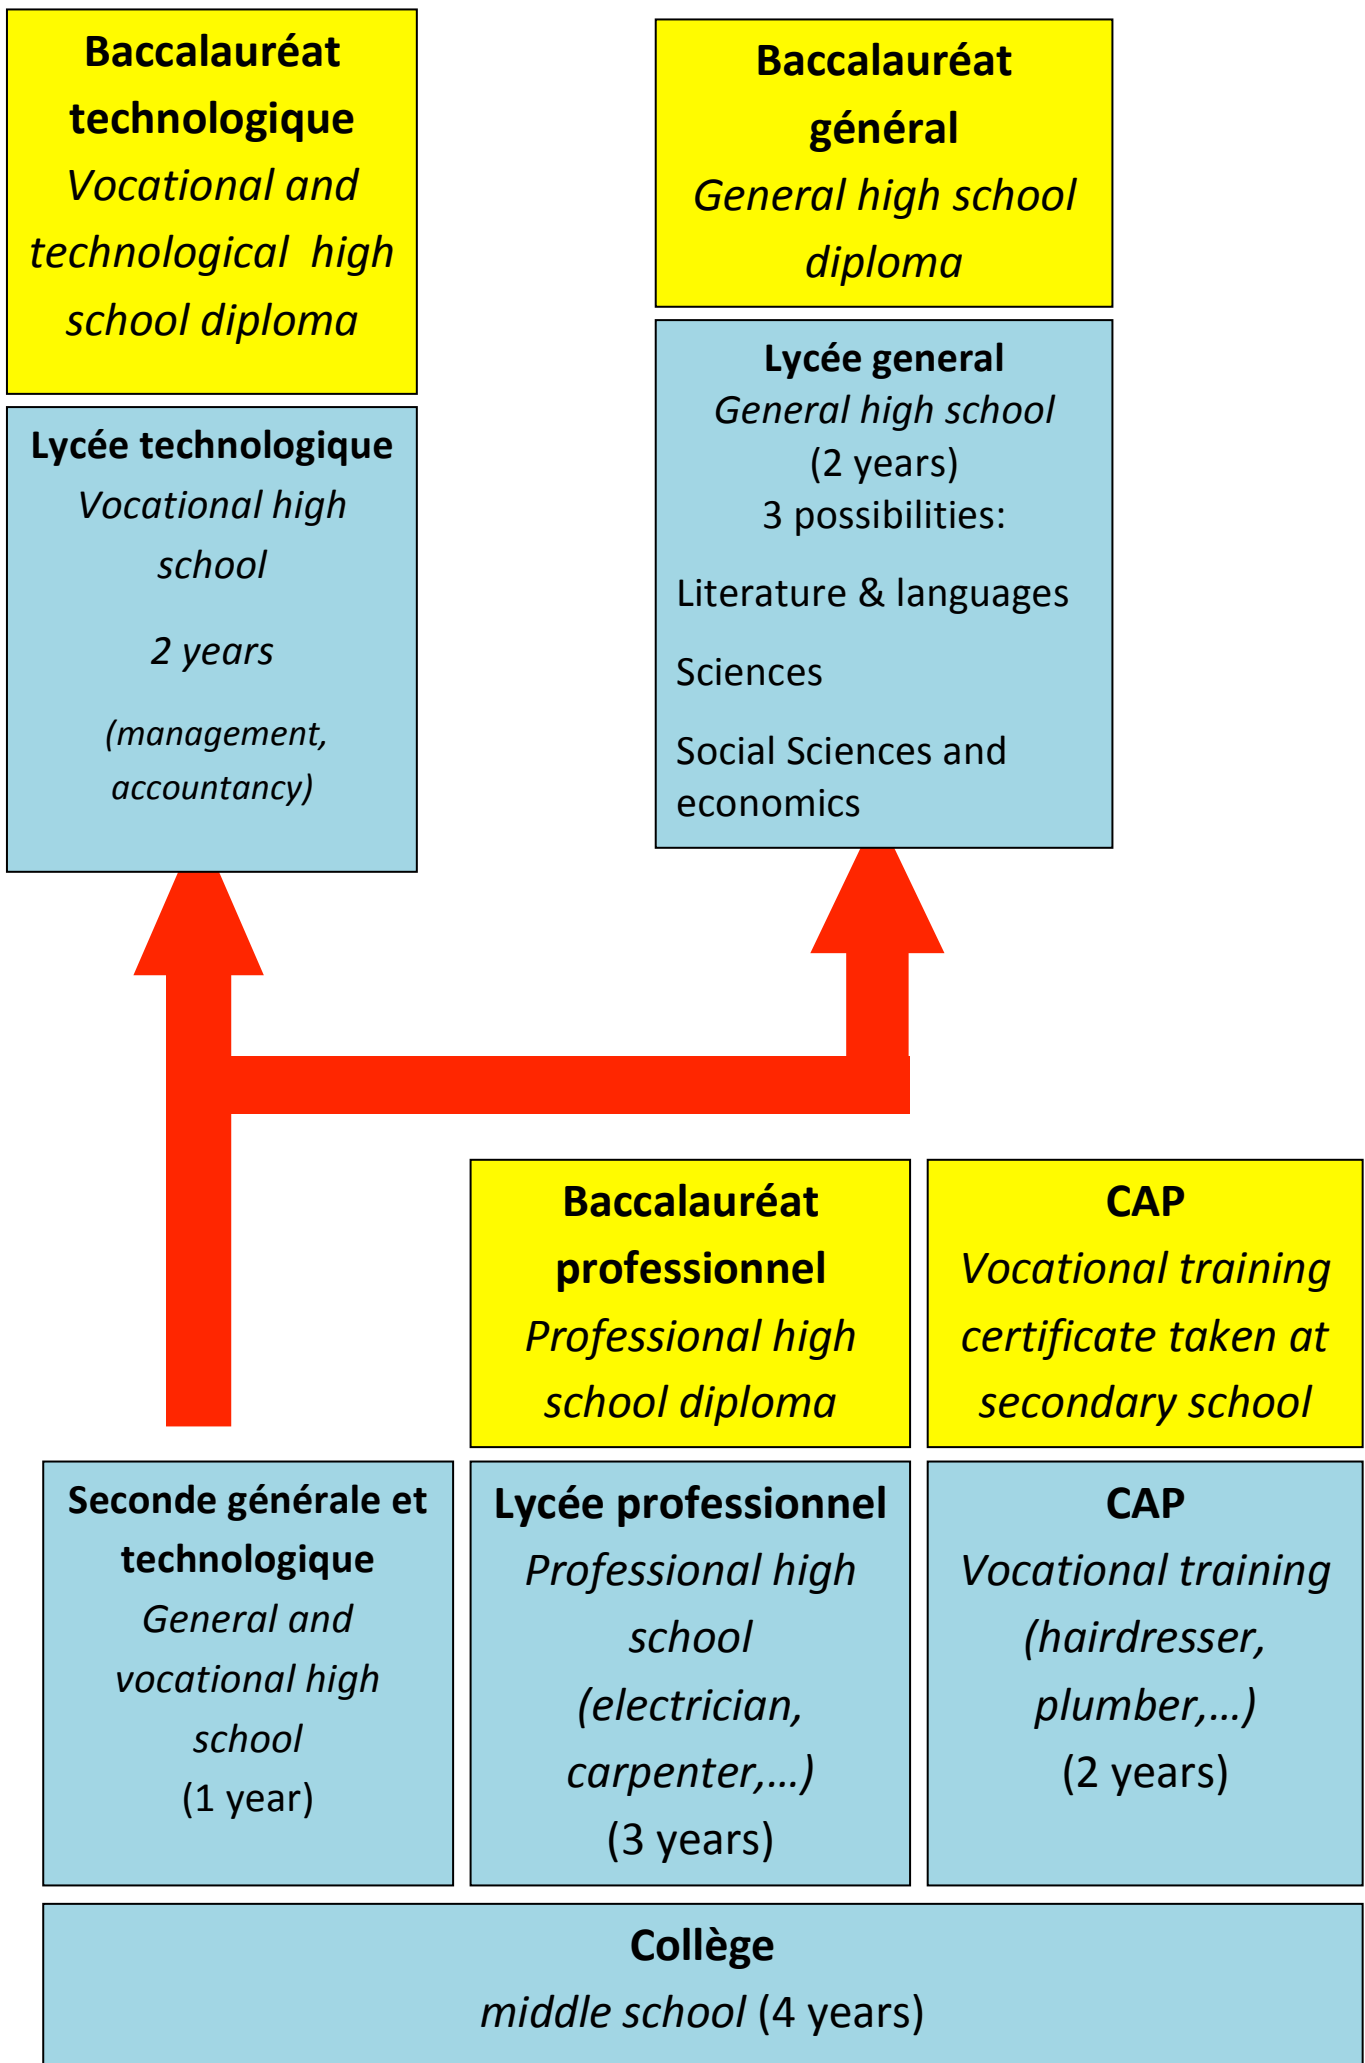 Baccalauréat
technologique
Vocational and
technological  high
school diploma
Baccalauréat
général
General high school
diploma
Lycée technologique
Vocational high
school
2 years
(management,
accountancy)
Lycée general
General high school
(2 years)
3 possibilities:
Literature & languages
Sciences
Social Sciences and
economics
Baccalauréat
professionnel
Professional high
school diploma
CAP
Vocational training
certificate taken at
secondary school
Seconde générale et
technologique
General and
vocational high
school
(1 year)
Lycée professionnel
Professional high
school
(electrician,
carpenter,...)
(3 years)
CAP
Vocational training
(hairdresser,
plumber,...)
(2 years)
Collège
middle school (4 years)